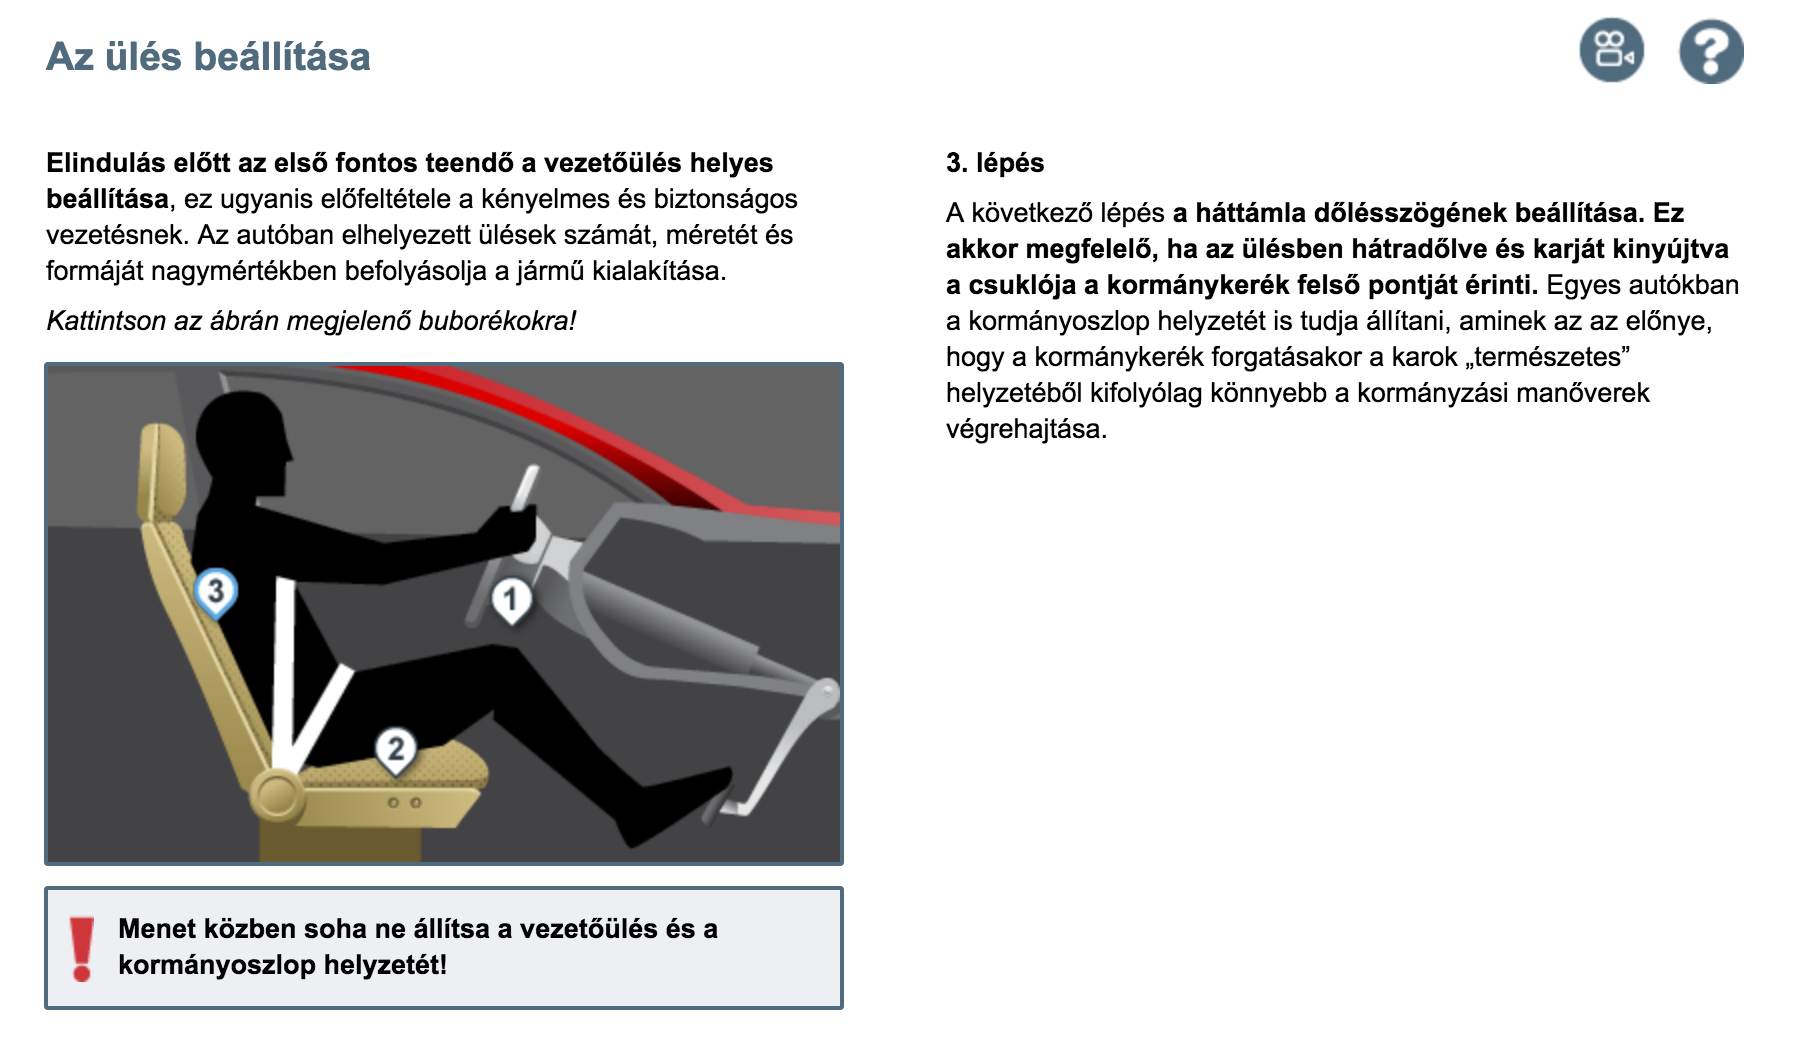 Az ülés beállítása
Elindulás előtt az első fontos teendő a vezetőülés helyes
beállítása, ez ugyanis előfeltétele a kényelmes és biztonságos
vezetésnek. Az autóban elhelyezett ülések számát, méretét és
formáját nagymértékben befolyásolja a jármű kialakítása.
Kattintson az ábrán megjelenő buborékokra!
3
1
2
Menet közben soha ne állítsa a vezetőülés és a
kormányoszlop helyzetét!
3. lépés
A következő lépés a háttámla dőlésszögének beállítása. Ez
akkor megfelelő, ha az ülésben hátradőlve és karját kinyújtva
a csuklója a kormánykerék felső pontját érinti. Egyes autókban
a kormányoszlop helyzetét is tudja állítani, aminek az az előnye,
hogy a kormánykerék forgatásakor a karok „természetes”
helyzetéből kifolyólag könnyebb a kormányzási manőverek
végrehajtása.